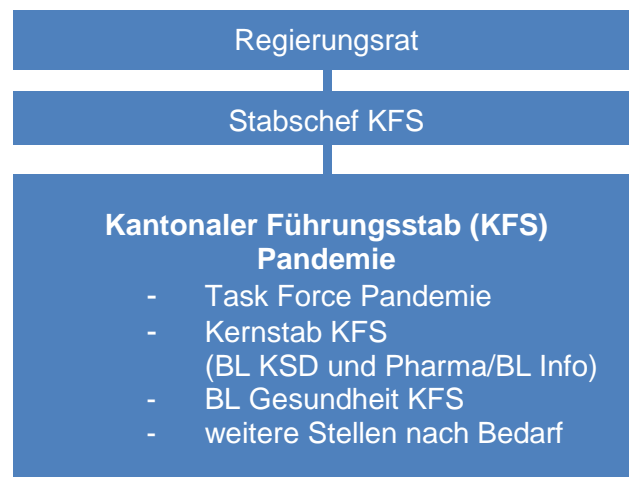 Regierungsrat
Stabschef KFS
Kantonaler Führungsstab (KFS)
Pandemie
- Task Force Pandemie
- Kernstab KFS
(BL KSD und Pharma/BL Info)
- BL Gesundheit KFS
- weitere Stellen nach Bedarf